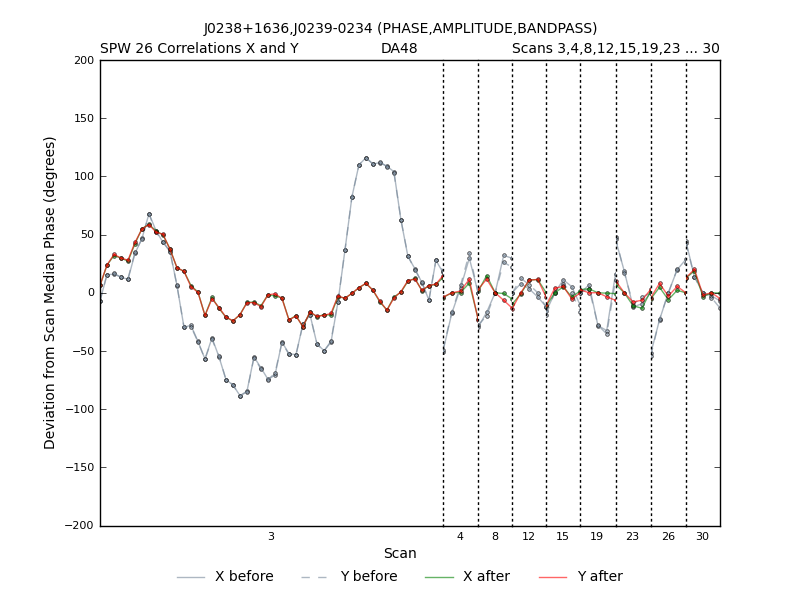 J0238+1636,J0239-0234 (PHASE,AMPLITUDE,BANDPASS)
SPW 26 Correlations X and Y DA48 Scans 3,4,8,12,15,19,23 ... 30
200
150
100
50
0
−50
−100
−150
−200
Deviation from Scan Median Phase (degrees)
3 4 8 12 15 19 23 26 30
Scan
X before Y before X after Y after